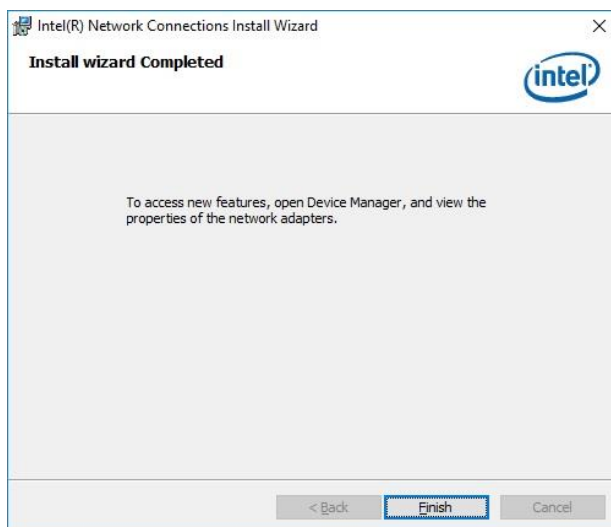 Intel(R) Network Connections Install Wizard
Install wizard Completed
intel
To access new features, open Device Manager, and view the
properties of the network adapters.
< Back
Finish
Cancel